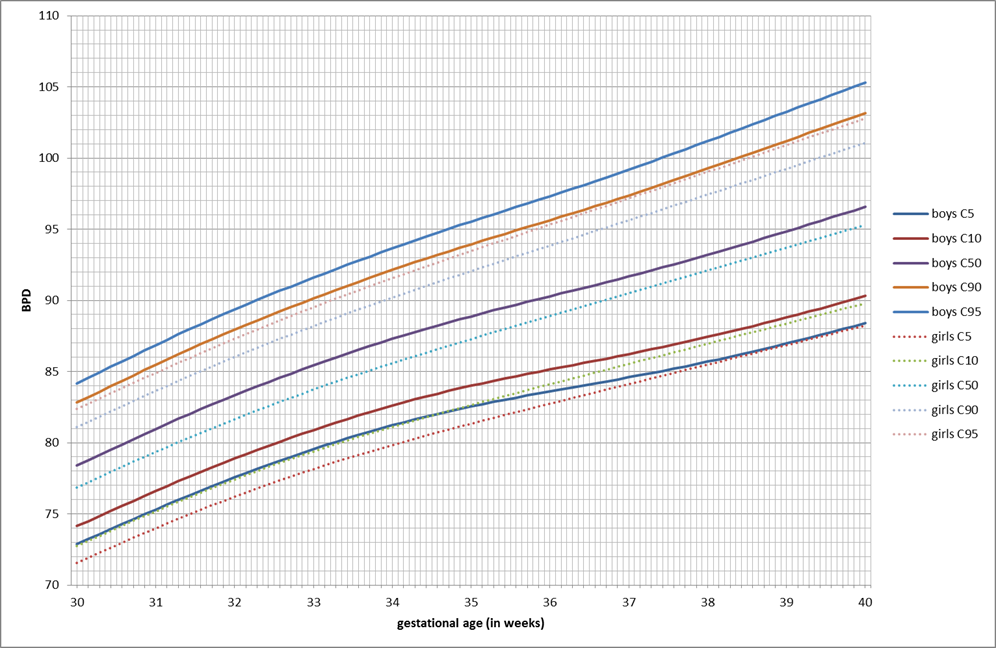 110
105
100
95
90
85
80
75
70
BPD
30 31 32 33 34 35 36 37 38 39 40
gestational age (in weeks)
boys C5
boys C10
boys C50
boys C90
boys C95
girls C5
girls C10
girls C50
girls C90
girls C95